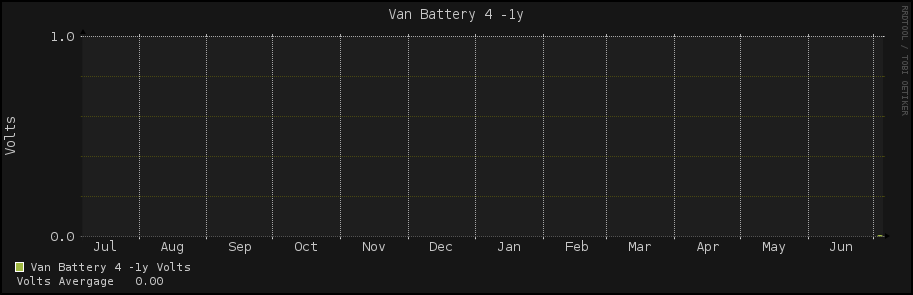 Van Battery 4 -1y
RRDTOOL / TOBI OETIKER
1.0
Volts
0.0
Jul Aug Sep Oct Nov Dec Jan Feb Mar Apr May Jun
Van Battery 4 -1y Volts
Volts Avergage 0.00